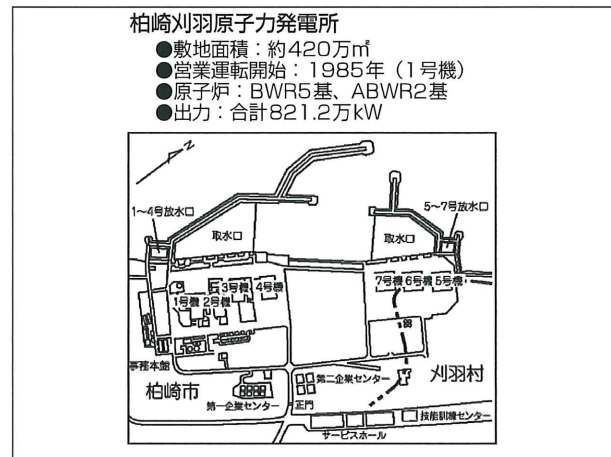 柏崎刈羽原子力発電所
●敷地面積：約420万㎡
●営業運転開始：1985年（1号機）
●原子炉：BWR5基、ABWR2基
●出力：合計821.2万kW
N
1～4号放水口
5～7号放水口
取水口
取水口
1号機
2号機
3号機
4号機
7号機
6号機
5号機
事務本館
柏崎市
第一企業センター
第二企業センター
正門
刈羽村
技能訓練センター
サービスホール